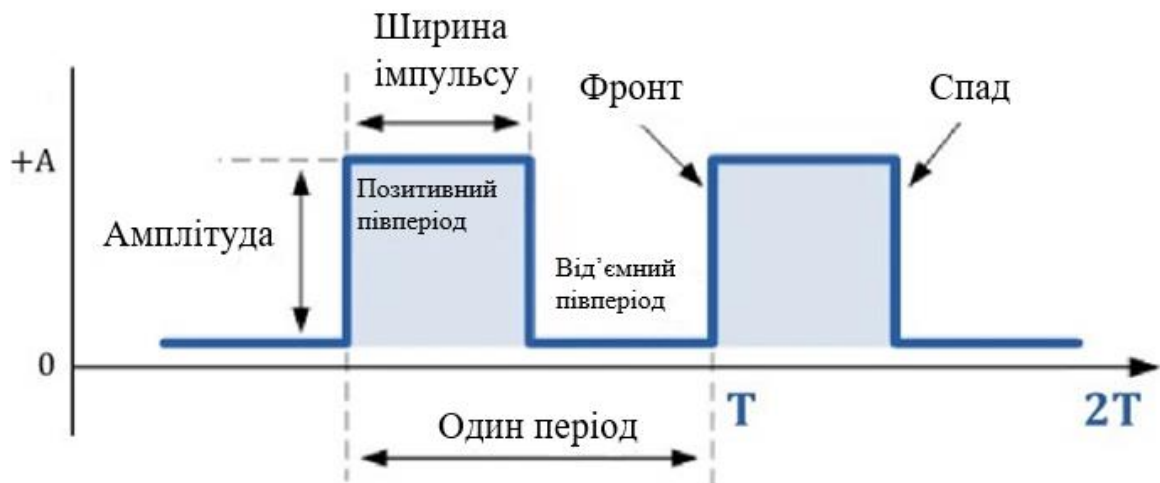 Ширина
імпульсу
Фронт
Спад
+A
Позитивний
півперіод
Амплітуда
Від’ємний
півперіод
0
T
2T
Один період